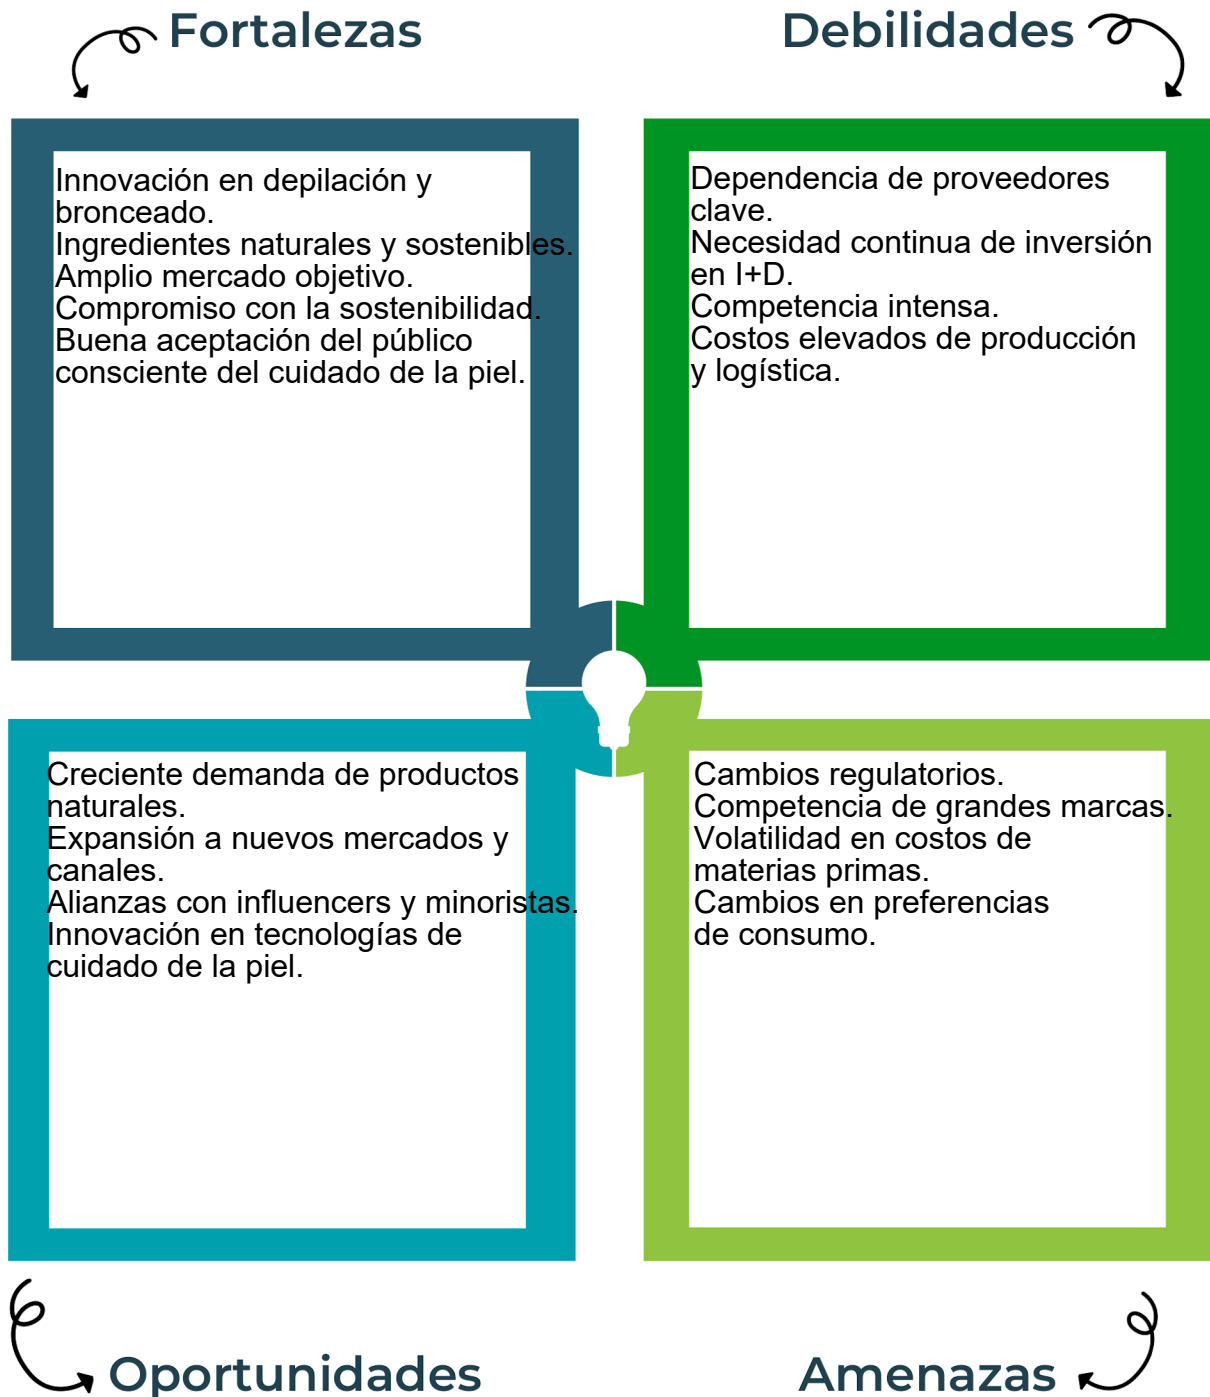 Fortalezas
Innovación en depilación y
bronceado.
Ingredientes naturales y sostenibles.
Amplio mercado objetivo.
Compromiso con la sostenibilidad.
Buena aceptación del público
consciente del cuidado de la piel.
Debilidades
Dependencia de proveedores
clave.
Necesidad continua de inversión
en I+D.
Competencia intensa.
Costos elevados de producción
y logística.
Creciente demanda de productos
naturales.
Expansión a nuevos mercados y
canales.
Alianzas con influencers y minoristas.
Innovación en tecnologías de
cuidado de la piel.
Oportunidades
Cambios regulatorios.
Competencia de grandes marcas.
Volatilidad en costos de
materias primas.
Cambios en preferencias
de consumo.
Amenazas